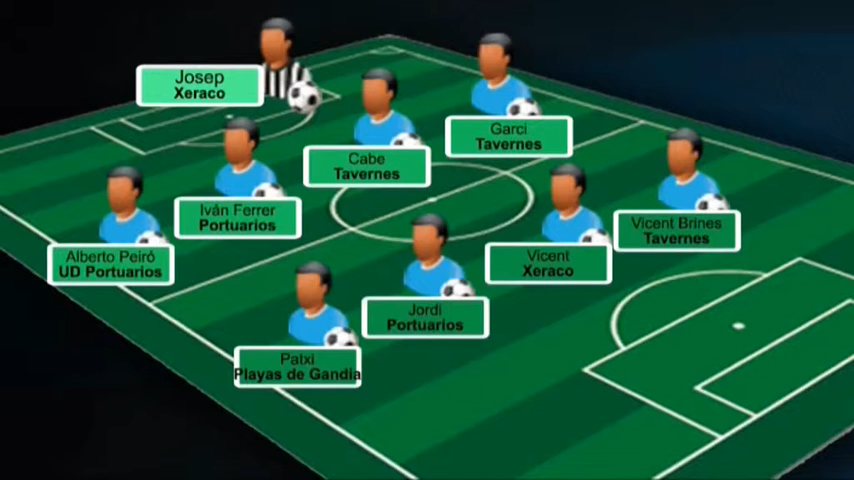 Josep
Xeraco
Garci
Tavernes
Cabe
Tavernes
Iván Ferrer
Portuarios
Alberto Peiró
UD Portuarios
Vicent Brines
Tavernes
Vicent
Xeraco
Jordi
Portuarios
Patxi
Playas de Gandia